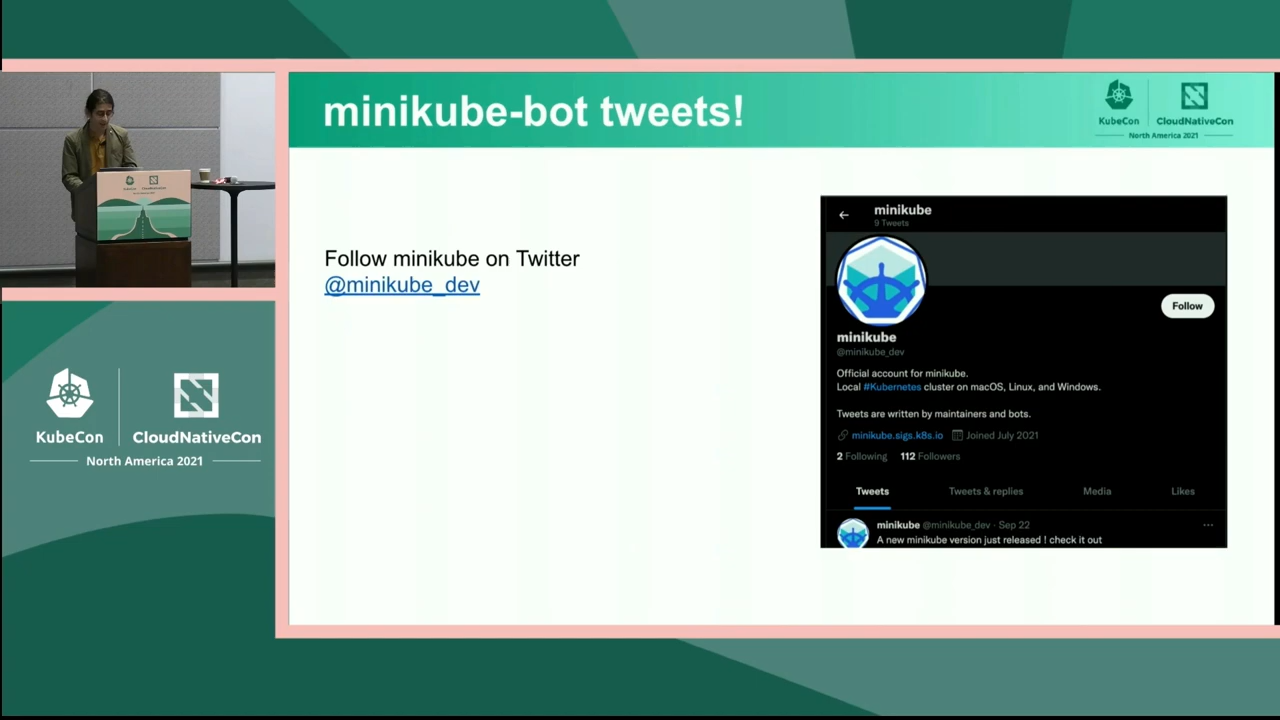 minikube-bot tweets!
KubeCon
CloudNativeCon
North America 2021
Follow minikube on Twitter
@minikube_dev
minikube
9 Tweets
Follow
minikube
@minikube_dev
Official account for minikube.
Local #Kubernetes cluster on macOS, Linux, and Windows.
Tweets are written by maintainers and bots.
minikube.sigs.k8s.io Joined July 2021
2 Following 112 Followers
Tweets Tweets & replies Media Likes
minikube @minikube_dev · Sep 22 ...
A new minikube version just released ! check it out
KubeCon
CloudNativeCon
North America 2021